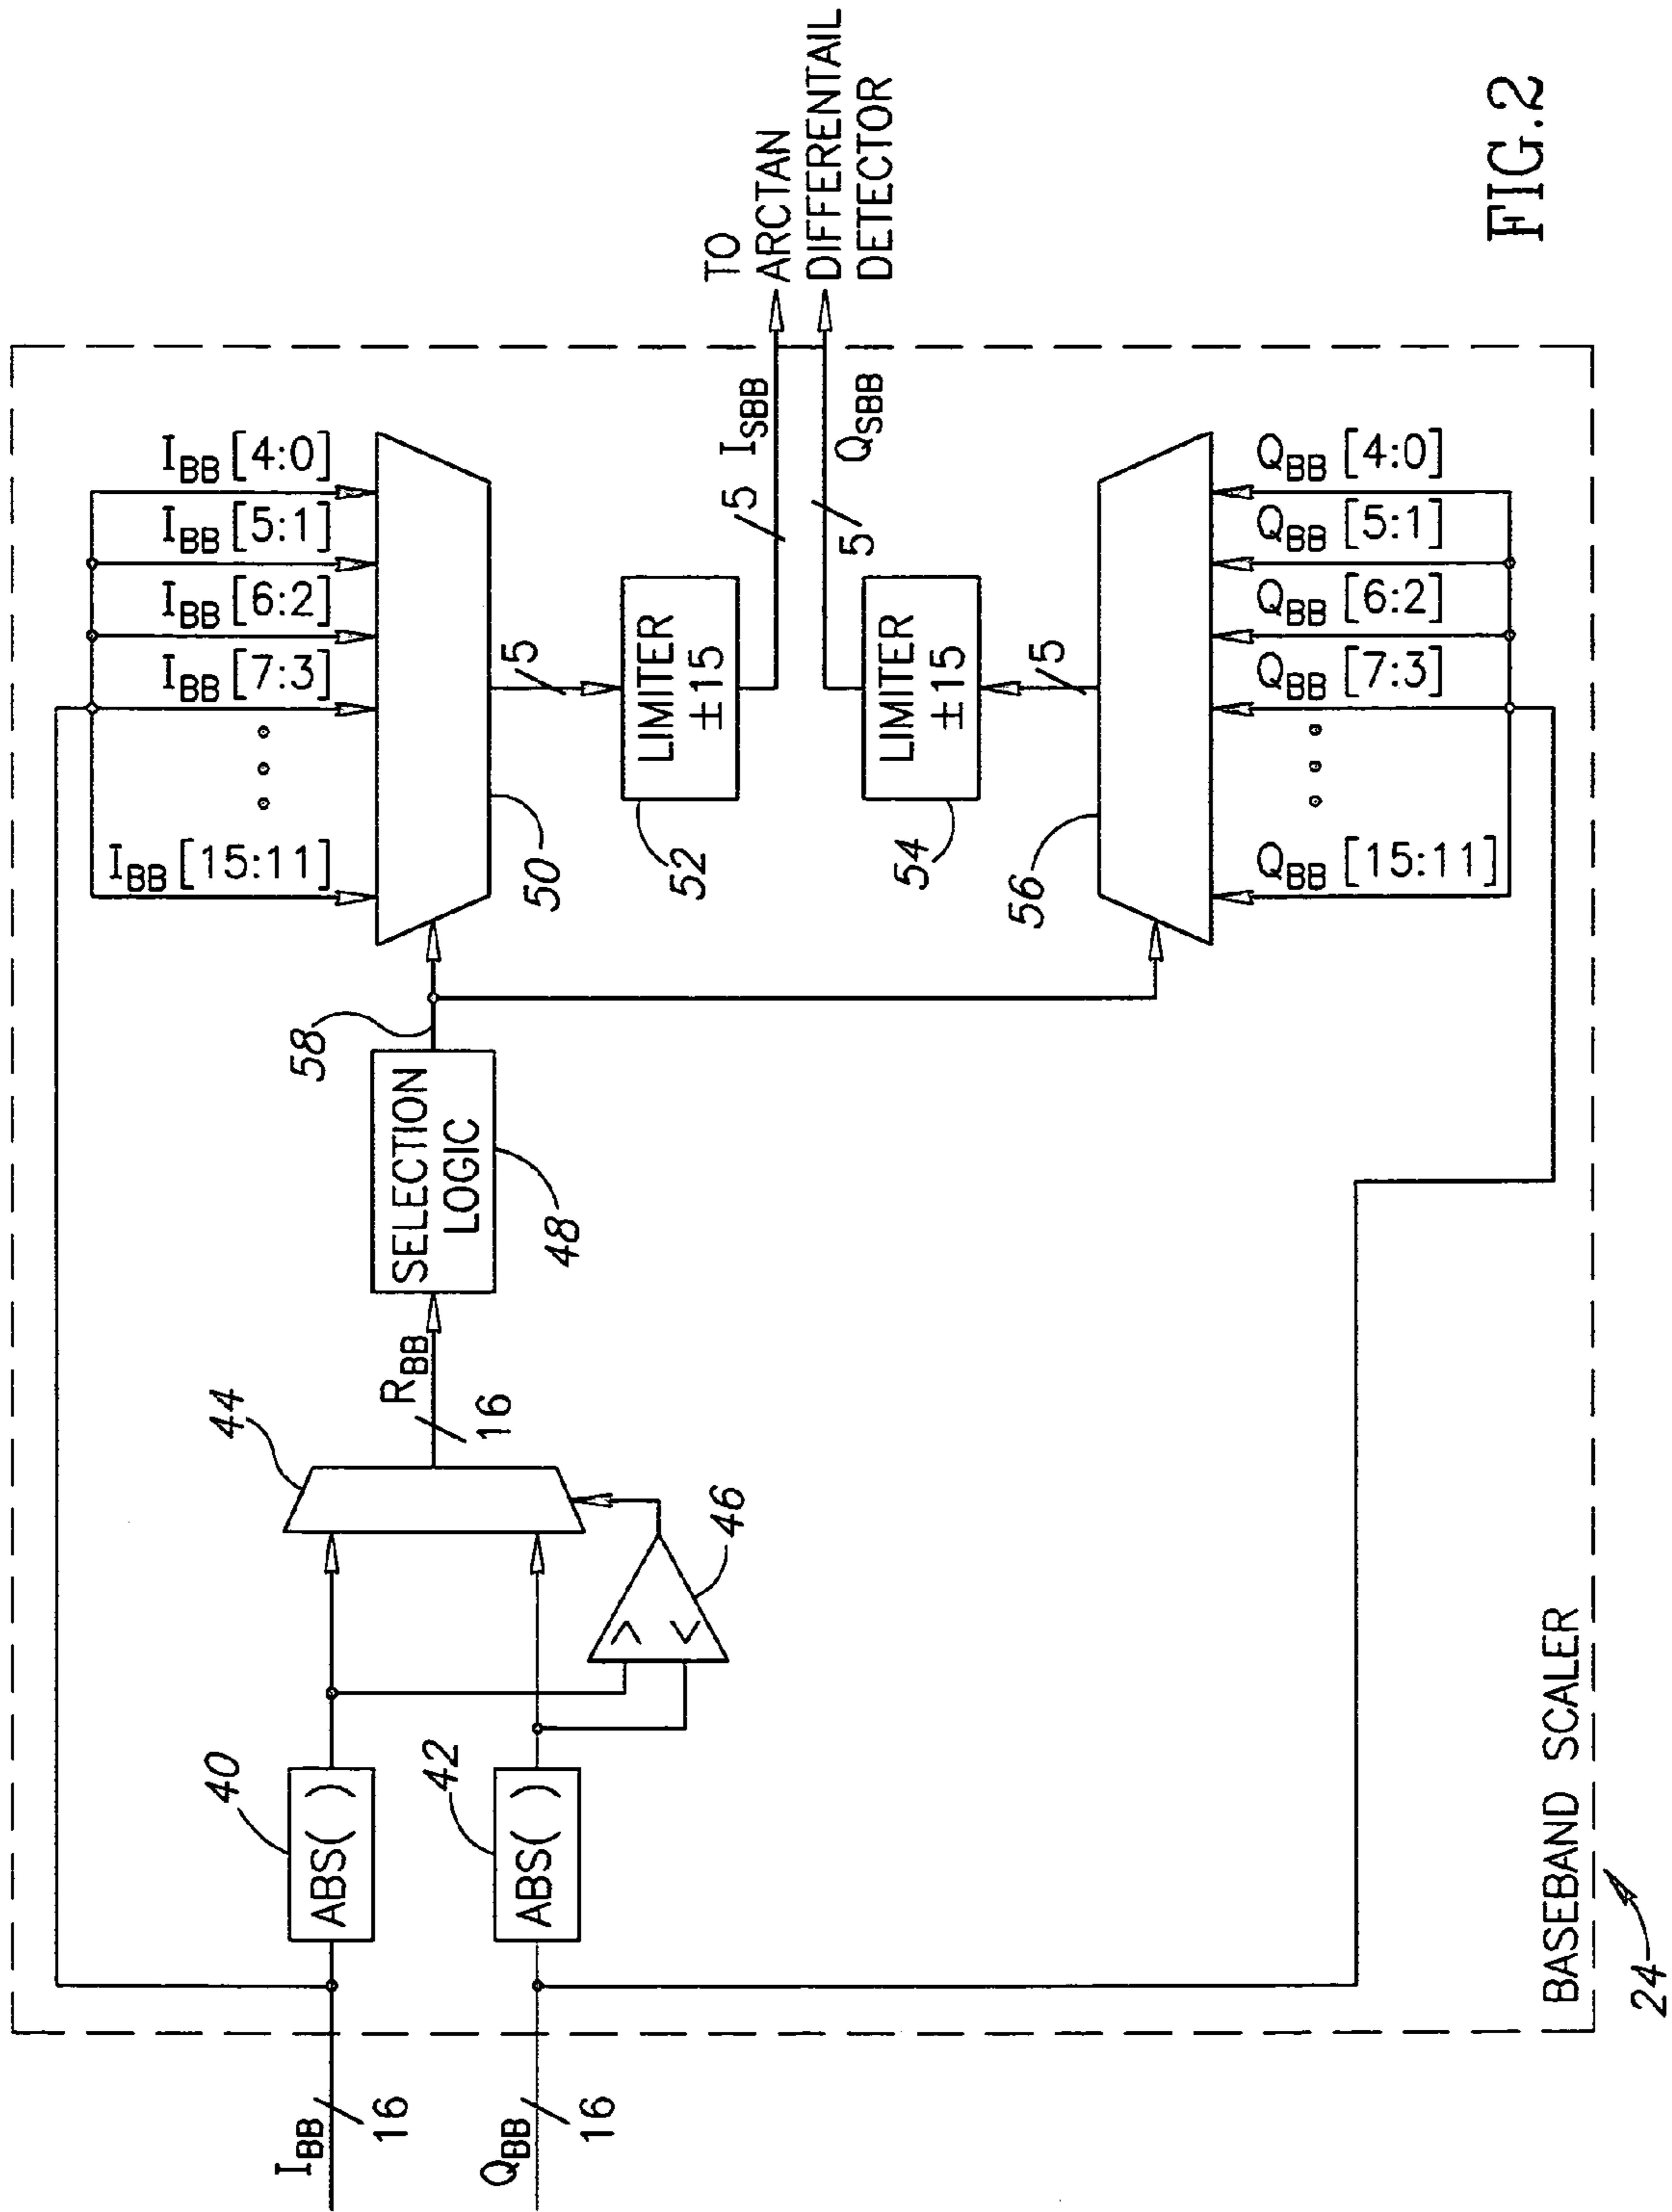 I_BB [15:11]
I_BB [7:3]
I_BB [6:2]
I_BB [5:1]
I_BB [4:0]
I_BB
16
40
ABS( )
44
R_BB
16
SELECTION
LOGIC
48
58
50
5
LIMITER
±15
52
5
I_SBB
TO
ARCTAN
DIFFERENTAIL
DETECTOR
Q_BB
16
42
ABS( )
> <
46
54
LIMITER
±15
5
Q_SBB
56
5
Q_BB [15:11]
Q_BB [7:3]
Q_BB [6:2]
Q_BB [5:1]
Q_BB [4:0]
BASEBAND SCALER
24
FIG.2